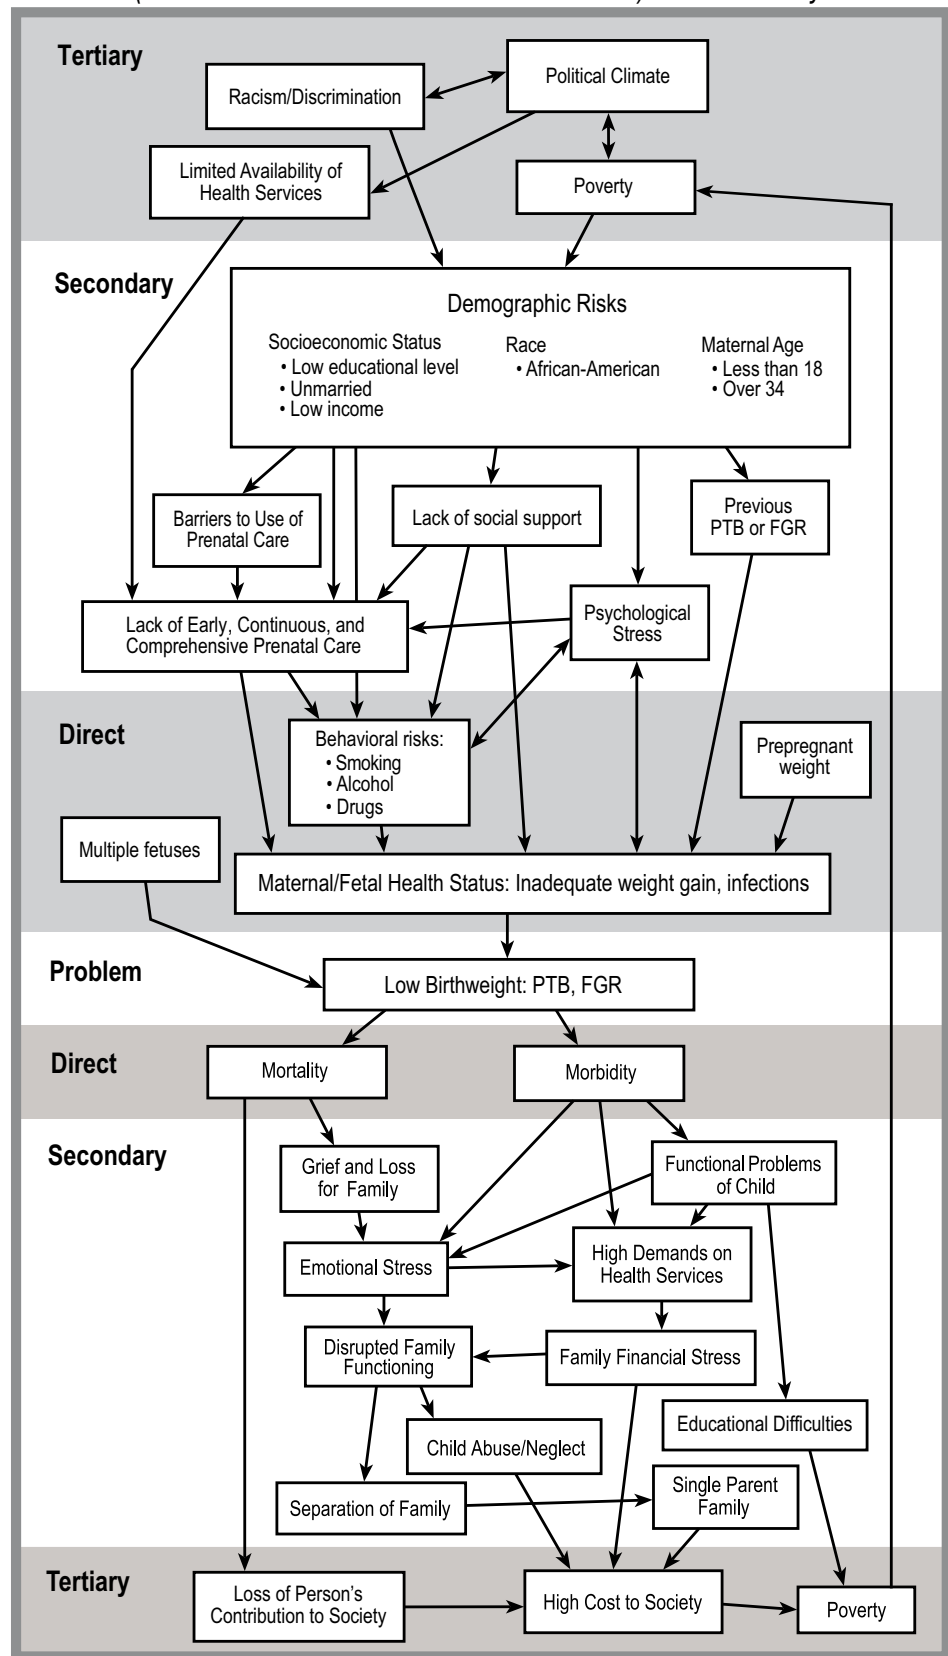 Tertiary
Political Climate
Racism/Discrimination
Limited Availability of
Health Services
Poverty
Secondary
Demographic Risks
Socioeconomic Status
• Low educational level
• Unmarried
• Low income
Race
• African-American
Maternal Age
• Less than 18
• Over 34
Barriers to Use of
Prenatal Care
Lack of social support
Previous
PTB or FGR
Lack of Early, Continuous, and
Comprehensive Prenatal Care
Psychological
Stress
Direct
Behavioral risks:
• Smoking
• Alcohol
• Drugs
Prepregnant
weight
Multiple fetuses
Maternal/Fetal Health Status: Inadequate weight gain, infections
Problem
Low Birthweight: PTB, FGR
Direct
Mortality
Morbidity
Secondary
Grief and Loss
for Family
Functional Problems
of Child
Emotional Stress
High Demands on
Health Services
Disrupted Family
Functioning
Family Financial Stress
Educational Difficulties
Child Abuse/Neglect
Separation of Family
Single Parent
Family
Tertiary
Loss of Person's
Contribution to Society
High Cost to Society
Poverty